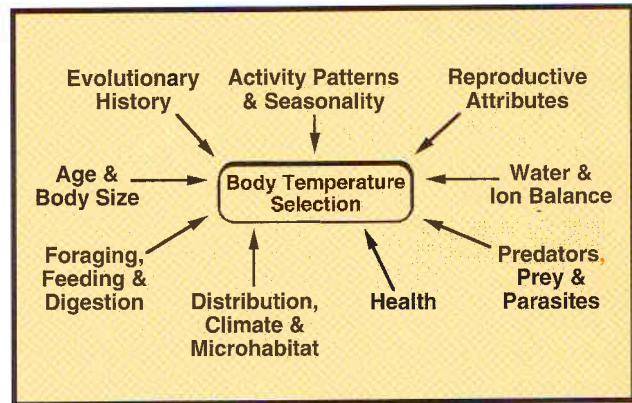 Evolutionary
History
Activity Patterns
& Seasonality
Reproductive
Attributes
Age &
Body Size
Body Temperature
Selection
Water &
Ion Balance
Foraging,
Feeding &
Digestion
Distribution,
Climate &
Microhabitat
Health
Predators,
Prey &
Parasites